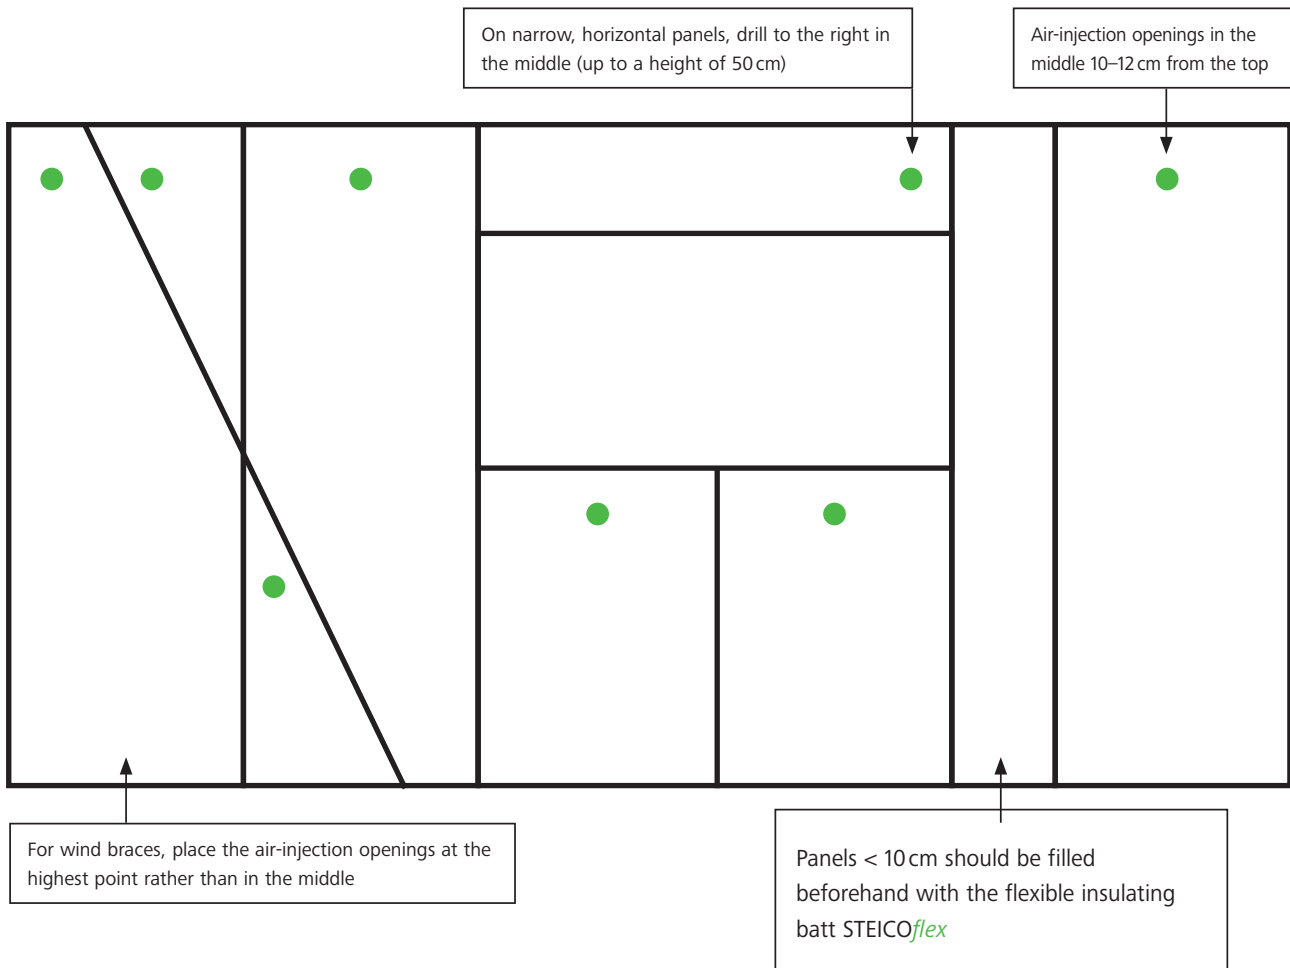 On narrow, horizontal panels, drill to the right in
the middle (up to a height of 50 cm)
Air-injection openings in the
middle 10–12 cm from the top
For wind braces, place the air-injection openings at the
highest point rather than in the middle
Panels < 10 cm should be filled
beforehand with the flexible insulating
batt STEICOflex